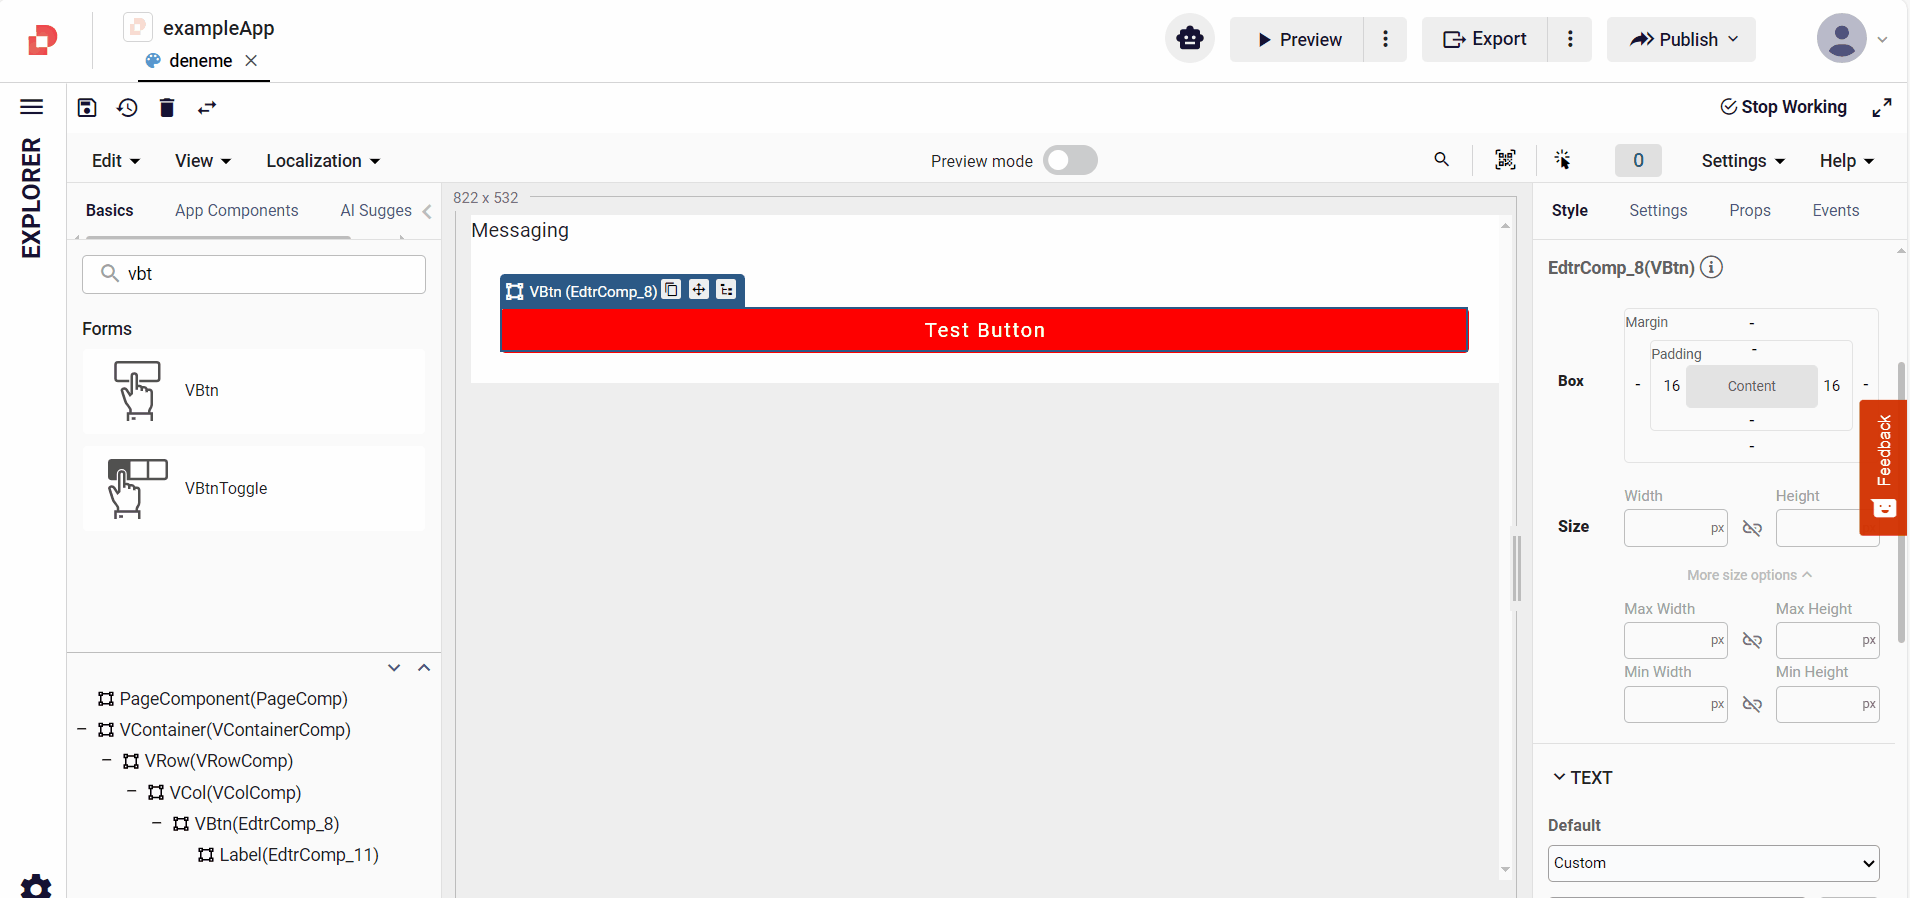 exampleApp
deneme
Preview
Export
Publish
EXPLORER
Stop Working
Edit
View
Localization
Preview mode
0
Settings
Help
Basics
App Components
AI Sugges
822 x 532
Style
Settings
Props
Events
vbt
Messaging
EdtrComp_8(VBtn)
VBtn (EdtrComp_8)
Test Button
Forms
VBtn
VBtnToggle
Box
Margin
-
Padding
-
-
16
Content
16
-
-
-
Feedback
Size
Width
Height
px
More size options
Max Width
Max Height
px
px
Min Width
Min Height
px
px
PageComponent(PageComp)
VContainer(VContainerComp)
VRow(VRowComp)
VCol(VColComp)
VBtn(EdtrComp_8)
Label(EdtrComp_11)
TEXT
Default
Custom